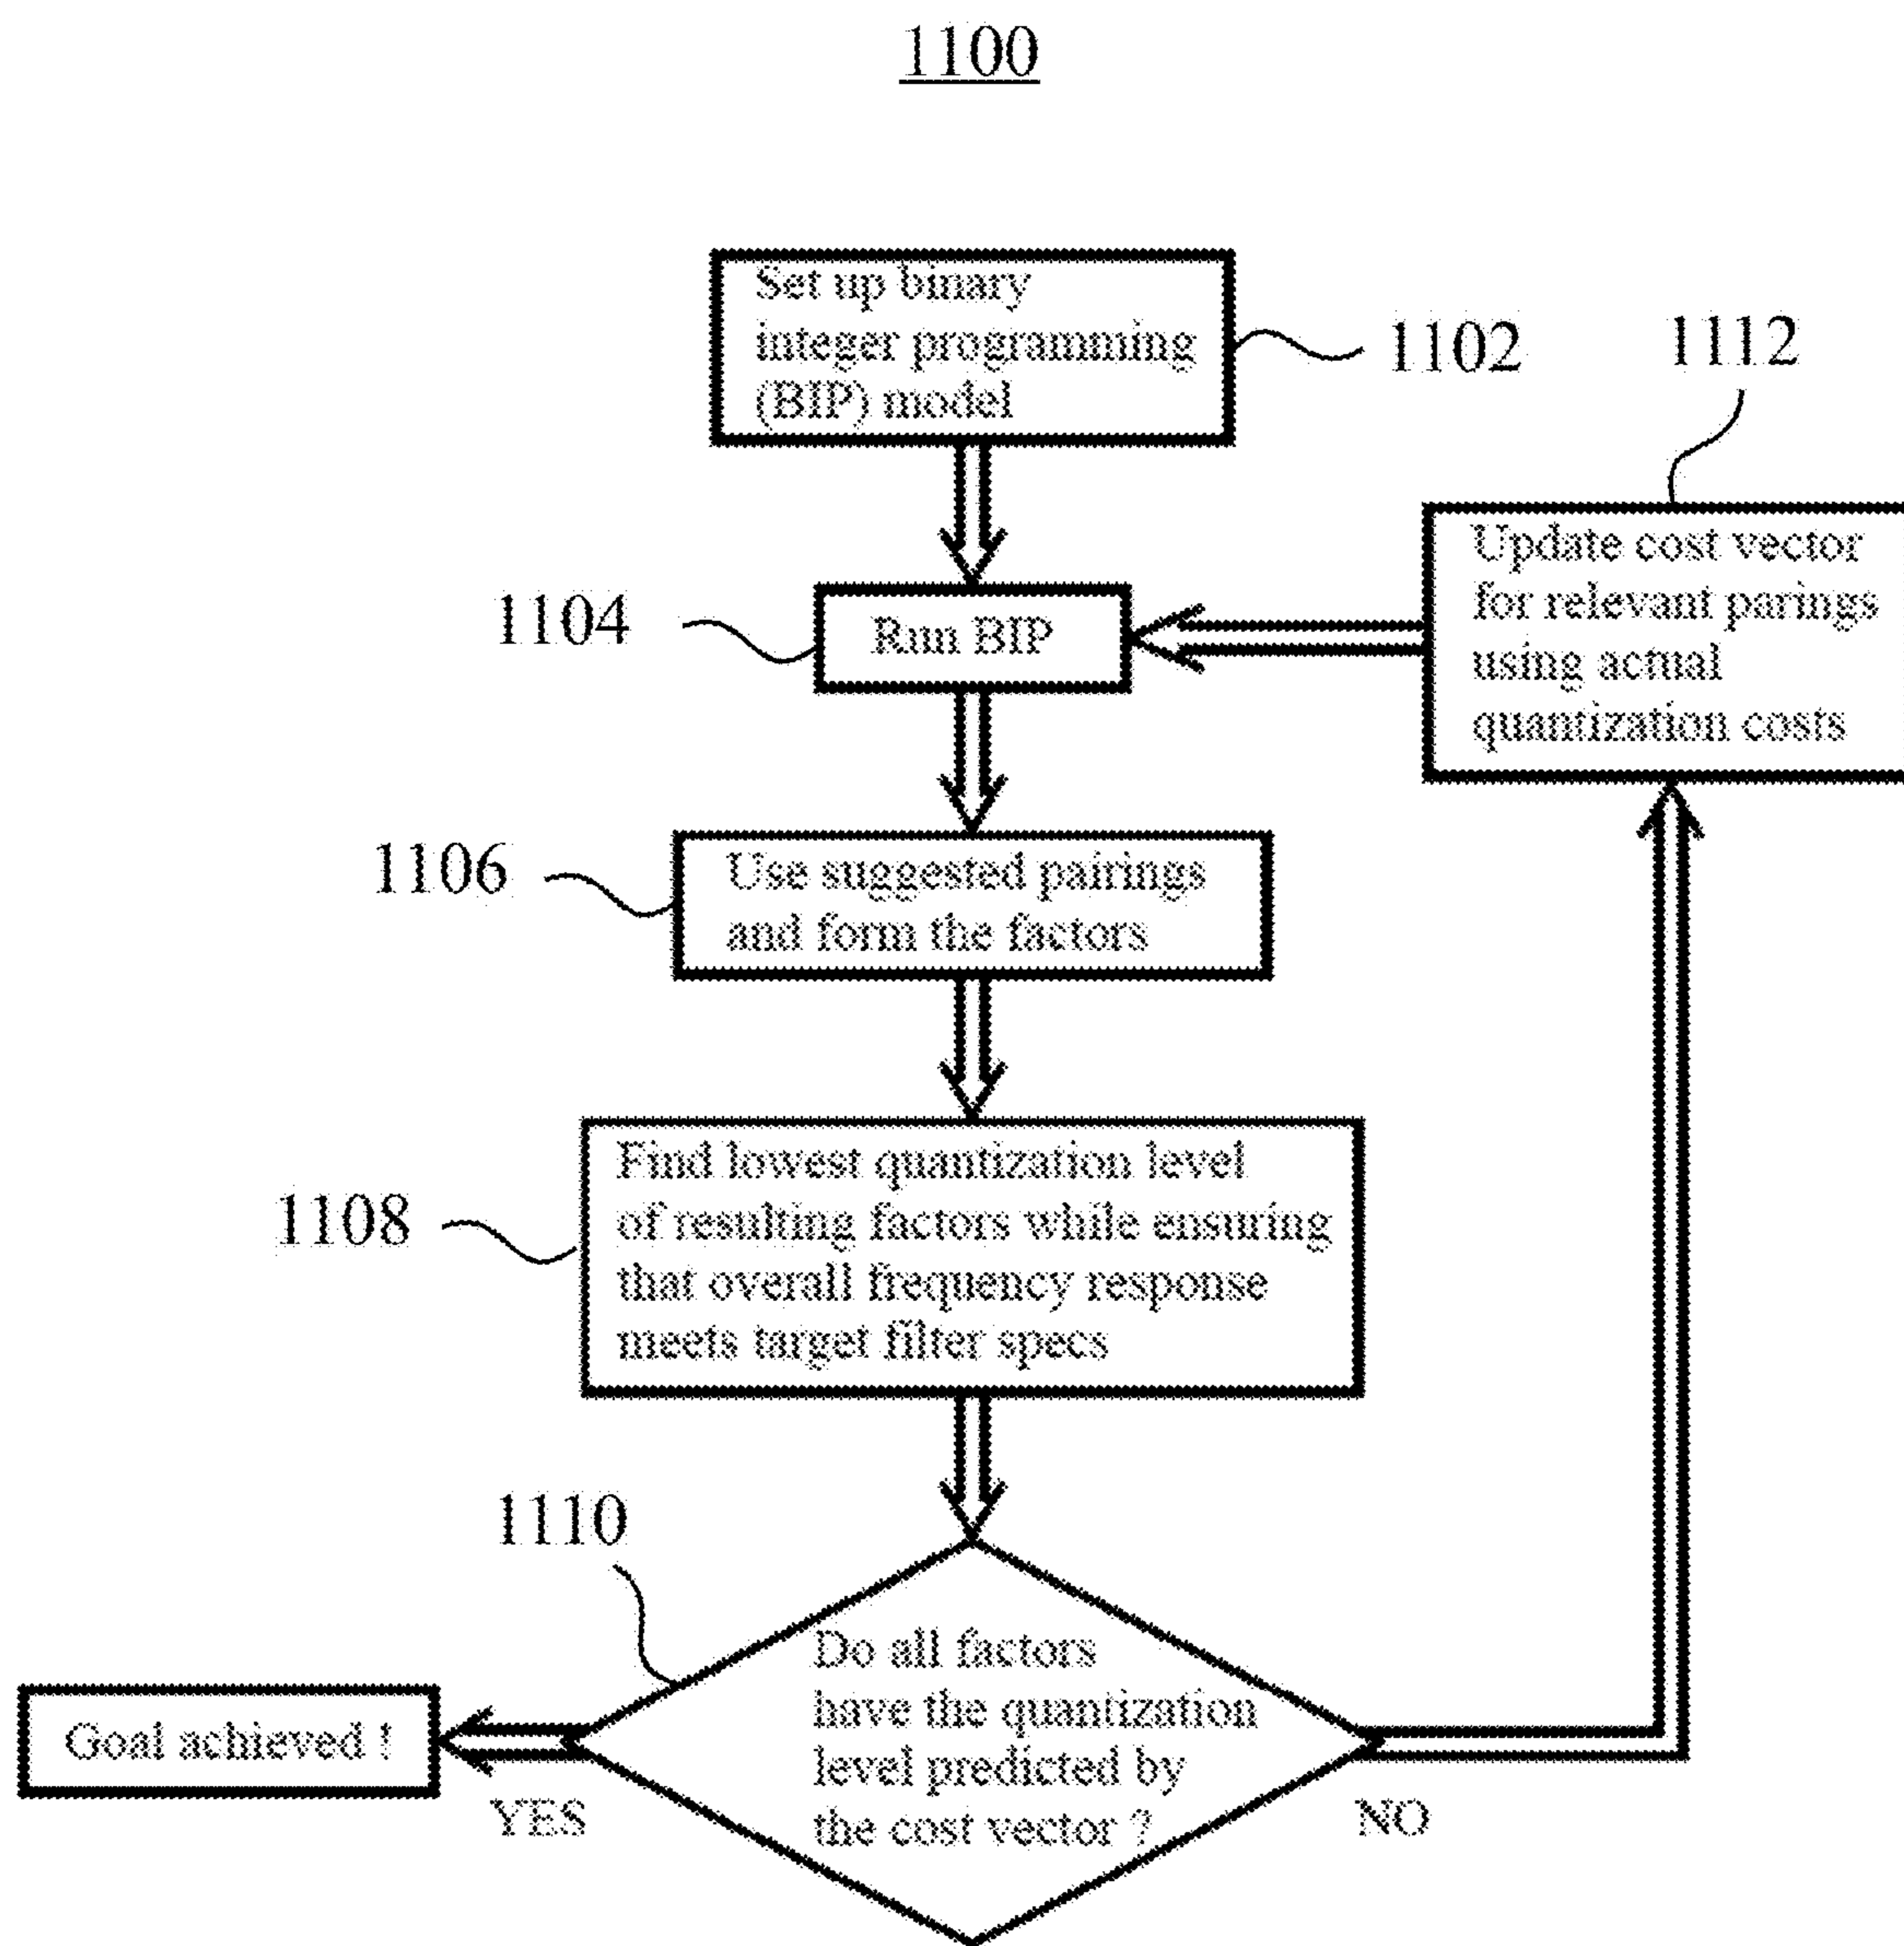 1100
Set up binary
integer programming
(BIP) model
1102
1112
Update cost vector
for relevant parings
using actual
quantization costs
1104
Run BIP
1106
Use suggested pairings
and form the factors
1108
Find lowest quantization level
of resulting factors while ensuring
that overall frequency response
meets target filter specs
1110
Do all factors
have the quantization
level predicted by
the cost vector ?
Goal achieved !
YES
NO